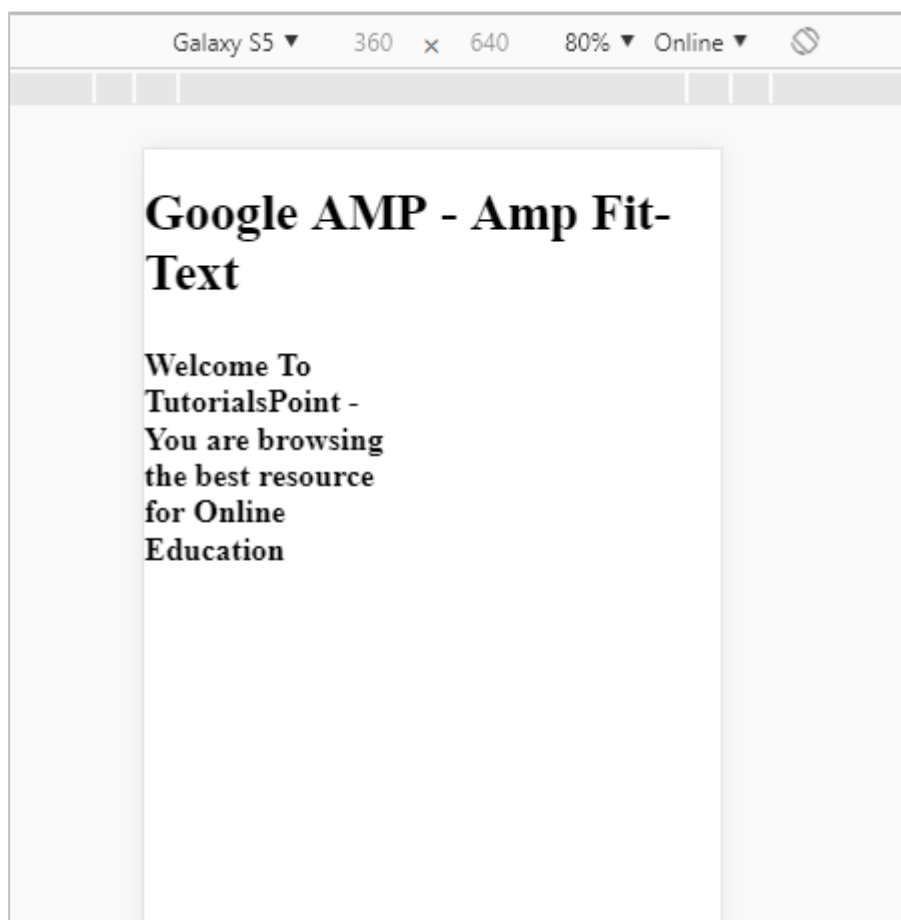 Galaxy S5 ▼ 360 × 640 80% ▼ Online ▼
Google AMP - Amp Fit-
Text
Welcome To
TutorialsPoint -
You are browsing
the best resource
for Online
Education